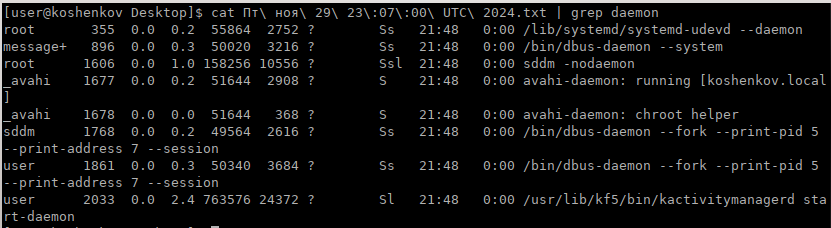 [user@koshenkov Desktop]$ cat Пт\ ноя\ 29\ 23\:07\:00\ UTC\ 2024.txt | grep daemon
root       355  0.0  0.2  55864  2752 ?        Ss   21:48   0:00 /lib/systemd/systemd-udevd --daemon
message+   896  0.0  0.3  50020  3216 ?        Ss   21:48   0:00 /bin/dbus-daemon --system
root      1606  0.0  1.0 158256 10556 ?        Ssl  21:48   0:00 sddm -nodaemon
_avahi    1677  0.0  0.2  51644  2908 ?        S    21:48   0:00 avahi-daemon: running [koshenkov.local
]
_avahi    1678  0.0  0.0  51644   368 ?        S    21:48   0:00 avahi-daemon: chroot helper
sddm      1768  0.0  0.2  49564  2616 ?        Ss   21:48   0:00 /bin/dbus-daemon --fork --print-pid 5
--print-address 7 --session
user      1861  0.0  0.3  50340  3684 ?        Ss   21:48   0:00 /bin/dbus-daemon --fork --print-pid 5
--print-address 7 --session
user      2033  0.0  2.4 763576 24372 ?        Sl   21:48   0:00 /usr/lib/kf5/bin/kactivitymanagerd sta
rt-daemon